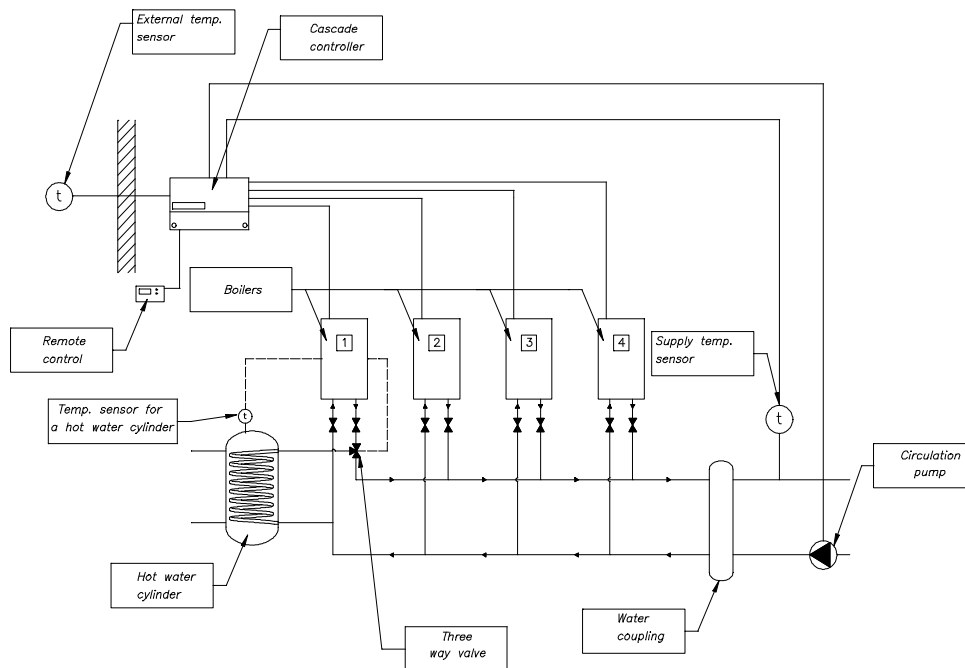 External temp.
sensor
Cascade
controller
t
Boilers
Remote
control
1
2
3
4
Supply temp.
sensor
Temp. sensor for
a hot water cylinder
t
t
Circulation
pump
Hot water
cylinder
Water
coupling
Three
way valve